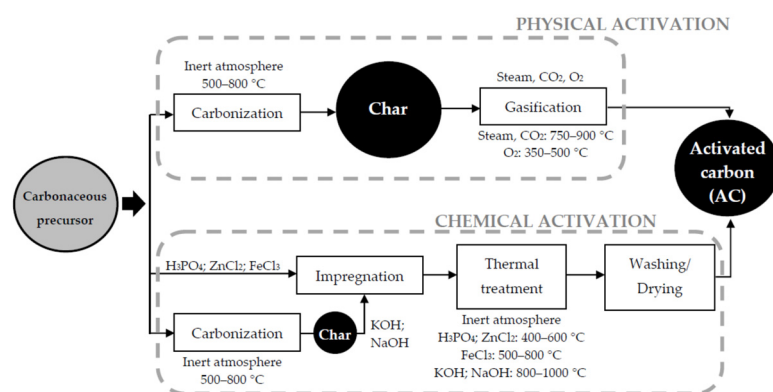 PHYSICAL ACTIVATION
Inert atmosphere
500–800 °C
Carbonization
Char
Steam, CO₂, O₂
Gasification
Steam, CO₂: 750–900 °C
O₂: 350–500 °C
Activated
carbon
(AC)
Carbonaceous
precursor
CHEMICAL ACTIVATION
H₃PO₄; ZnCl₂; FeCl₃
Impregnation
Thermal
treatment
Washing/
Drying
Carbonization
Char
KOH;
NaOH
Inert atmosphere
500–800 °C
Inert atmosphere
H₃PO₄; ZnCl₂: 400–600 °C
FeCl₃: 500–800 °C
KOH; NaOH: 800–1000 °C